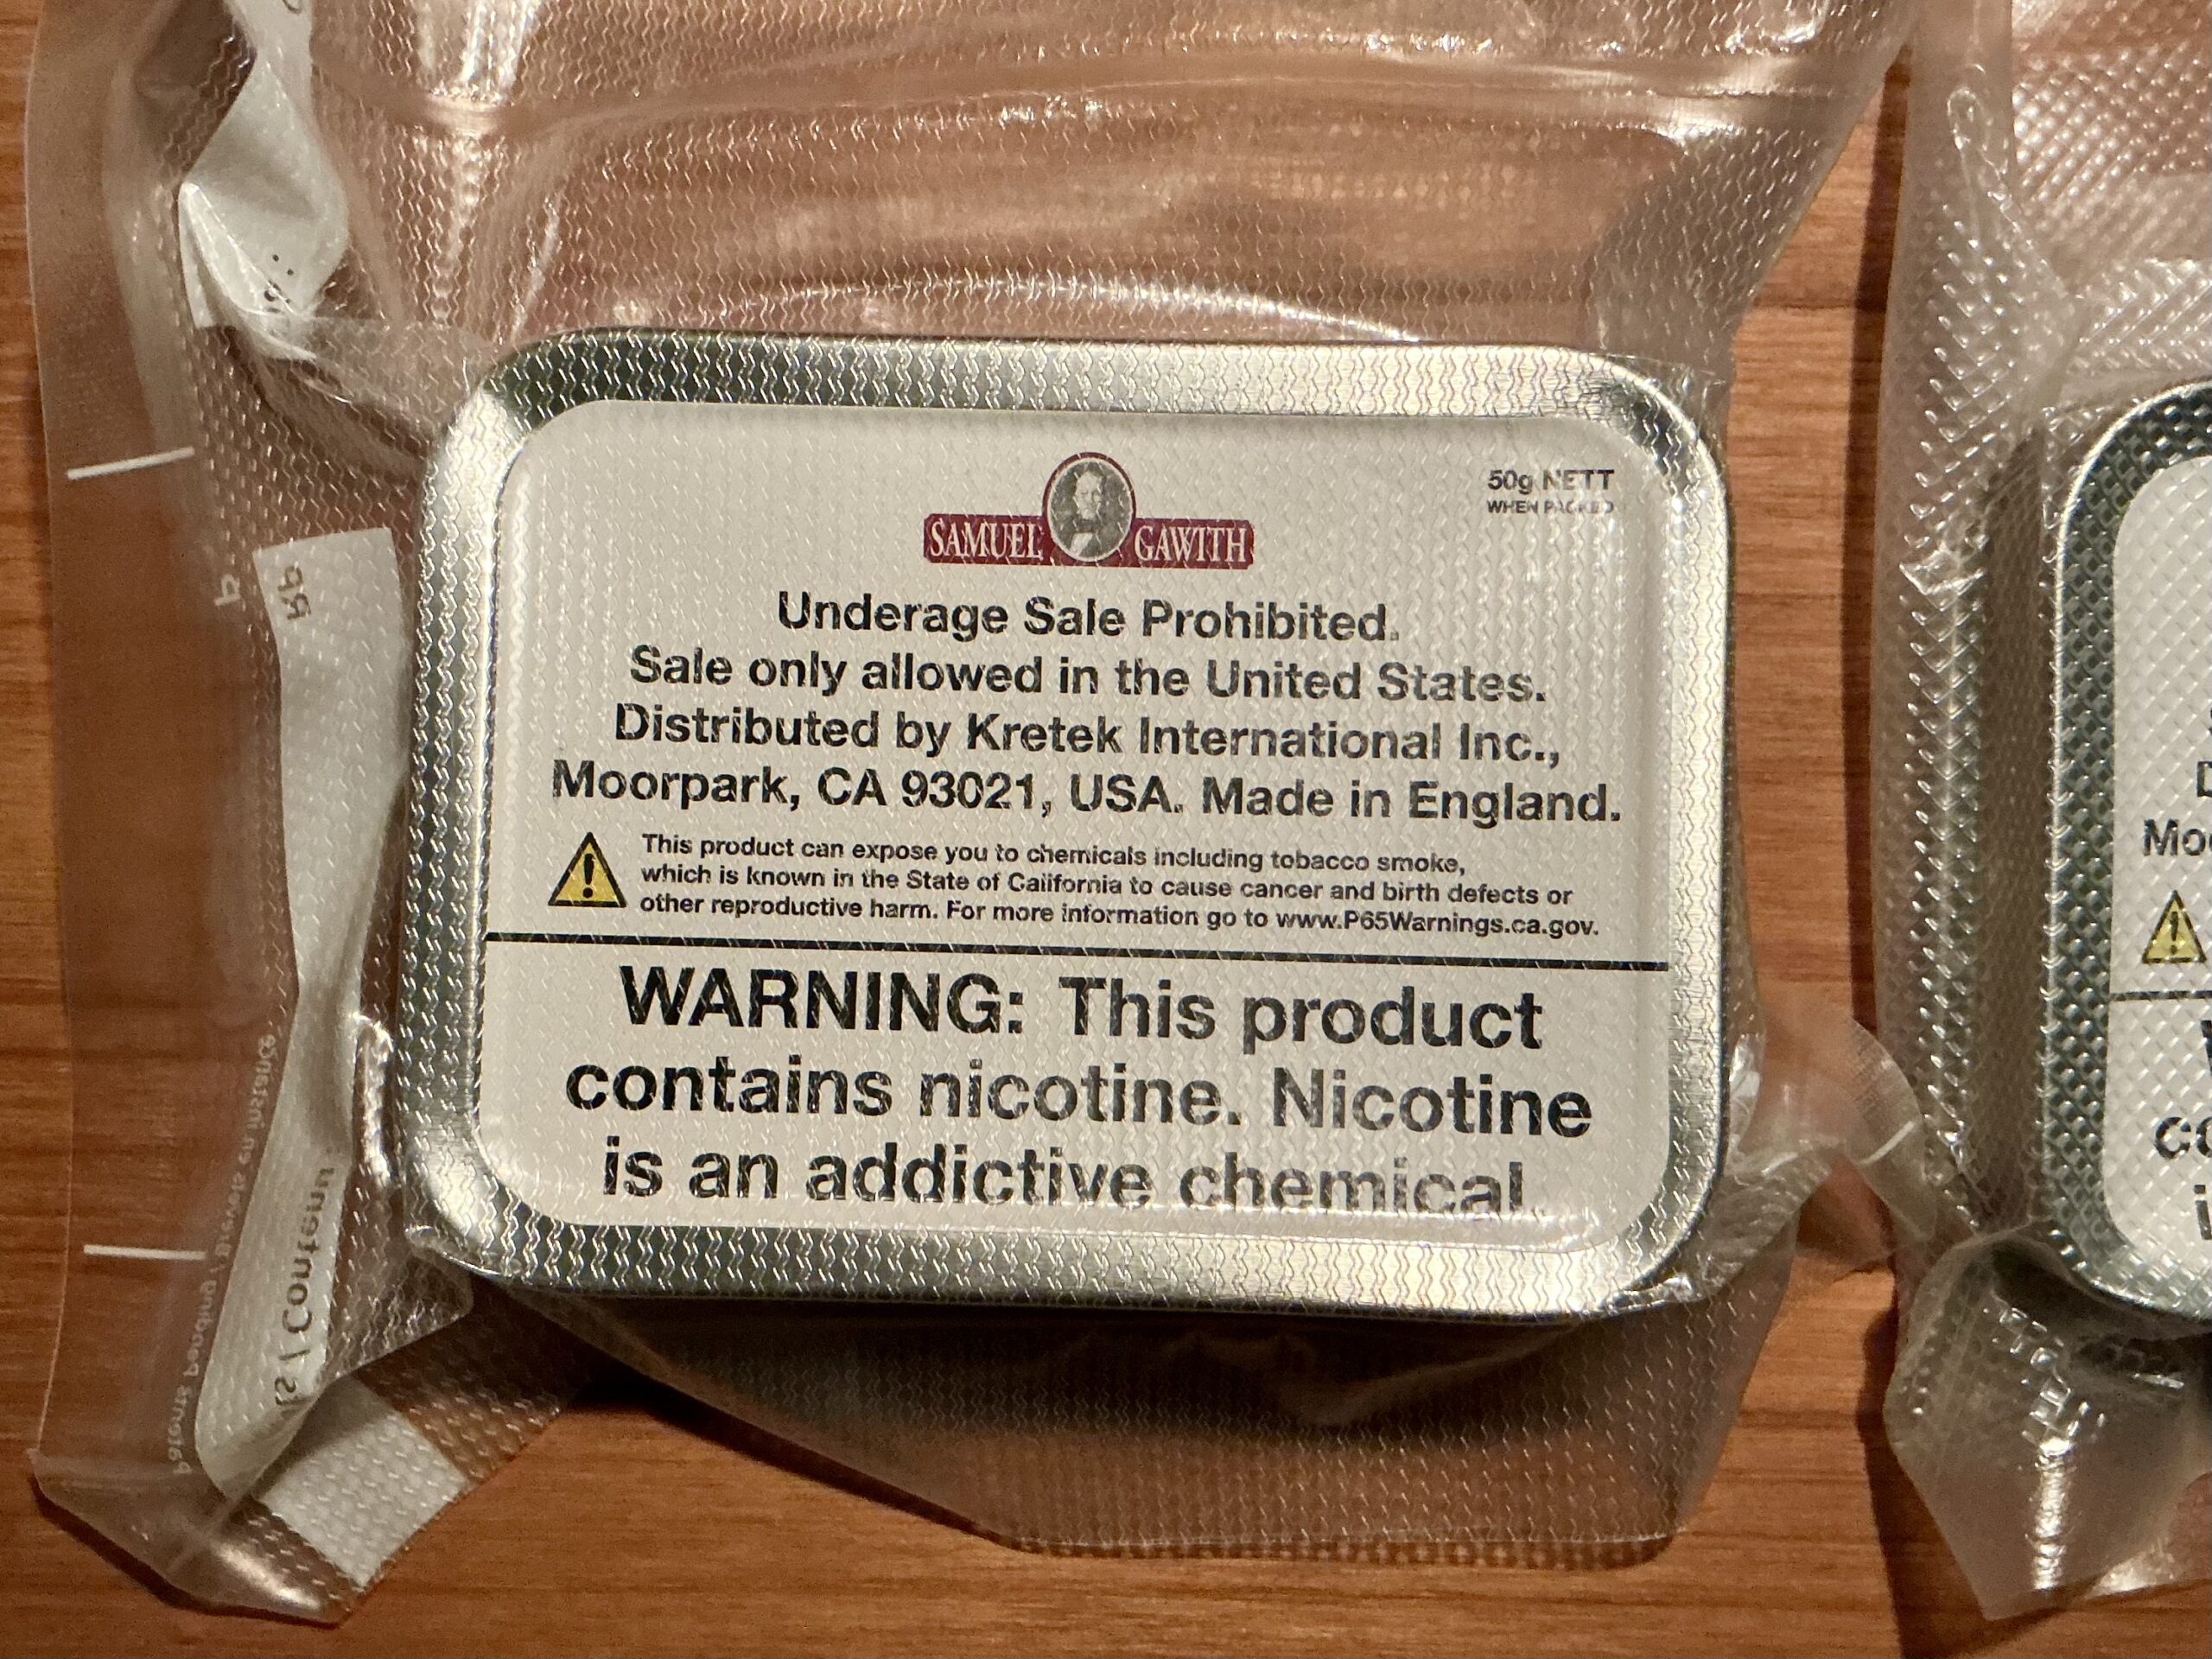 SAMUEL GAWITH
50g NETT
WHEN PACKED
Underage Sale Prohibited.
Sale only allowed in the United States.
Distributed by Kretek International Inc.,
Moorpark, CA 93021, USA. Made in England.
This product can expose you to chemicals including tobacco smoke,
which is known in the State of California to cause cancer and birth defects or
other reproductive harm. For more information go to www.P65Warnings.ca.gov.
WARNING: This product
contains nicotine. Nicotine
is an addictive chemical.
/ Contenu :